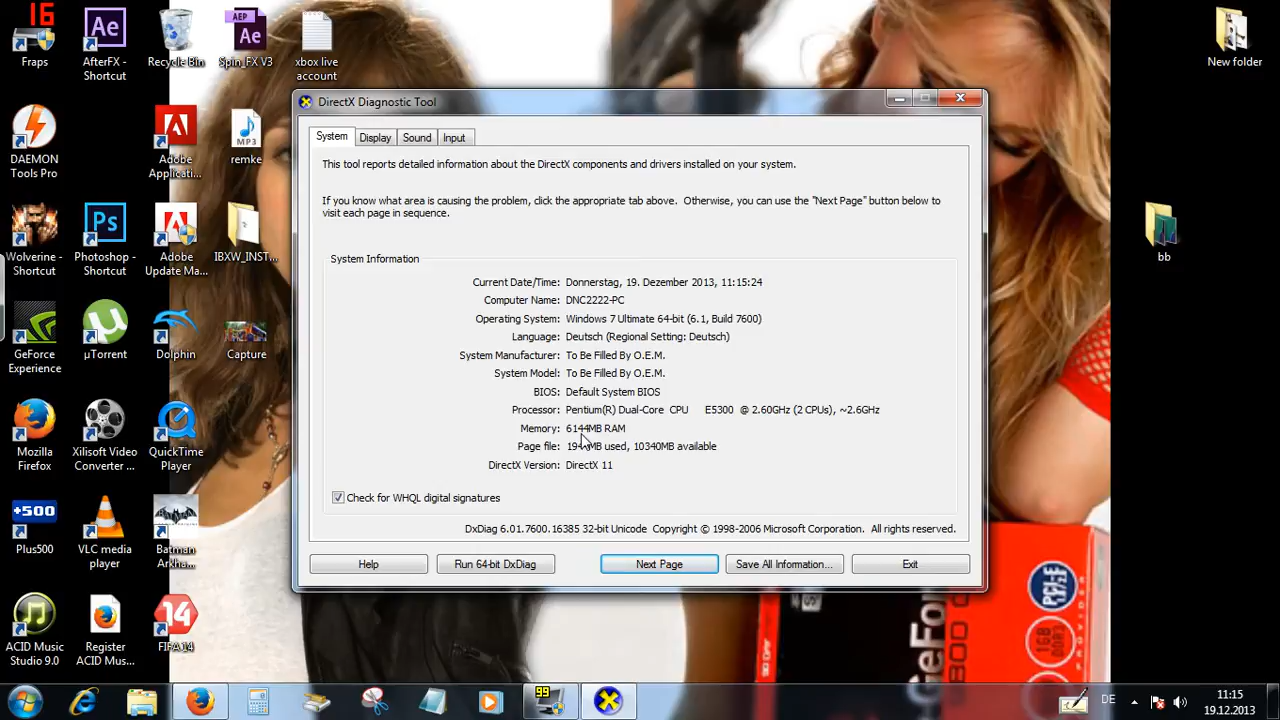 16
Fraps
AfterFX -
Shortcut
Recycle Bin
AEP
Spin_FX V3
xbox live
account
New folder
DAEMON
Tools Pro
Adobe
Applicati...
MP3
remke
Wolverine -
Shortcut
Photoshop -
Shortcut
Adobe
Update Ma...
IBXW_INST...
bb
GeForce
Experience
µTorrent
Dolphin
Capture
Mozilla
Firefox
Xilisoft Video
Converter ...
QuickTime
Player
+500
Plus500
VLC media
player
Batman
Arkha...
ACID Music
Studio 9.0
Register
ACID Mus...
14
FIFA 14
DirectX Diagnostic Tool
System Display Sound Input
This tool reports detailed information about the DirectX components and drivers installed on your system.
If you know what area is causing the problem, click the appropriate tab above. Otherwise, you can use the "Next Page" button below to
visit each page in sequence.
System Information
Current Date/Time: Donnerstag, 19. Dezember 2013, 11:15:24
Computer Name: DNC2222-PC
Operating System: Windows 7 Ultimate 64-bit (6.1, Build 7600)
Language: Deutsch (Regional Setting: Deutsch)
System Manufacturer: To Be Filled By O.E.M.
System Model: To Be Filled By O.E.M.
BIOS: Default System BIOS
Processor: Pentium(R) Dual-Core CPU E5300 @ 2.60GHz (2 CPUs), ~2.6GHz
Memory: 6144MB RAM
Page file: used, 10340MB available
DirectX Version: DirectX 11
Check for WHQL digital signatures
DxDiag 6.01.7600.16385 32-bit Unicode Copyright © 1998-2006 Microsoft Corporation. All rights reserved.
Help Run 64-bit DxDiag Next Page Save All Information... Exit
PCI-E
PROVIDER
1GB
99
DE
11:15
19.12.2013